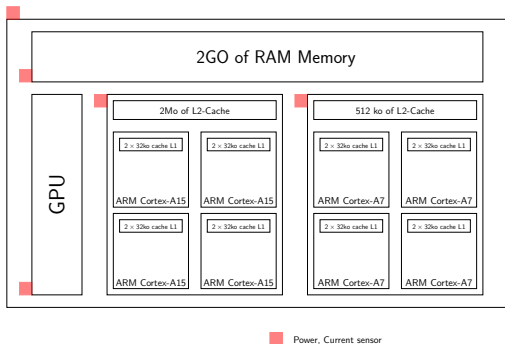 2GO of RAM Memory
GPU
2Mo of L2-Cache
512 ko of L2-Cache
2 × 32ko cache L1
2 × 32ko cache L1
2 × 32ko cache L1
2 × 32ko cache L1
ARM Cortex-A15
ARM Cortex-A15
ARM Cortex-A7
ARM Cortex-A7
2 × 32ko cache L1
2 × 32ko cache L1
2 × 32ko cache L1
2 × 32ko cache L1
ARM Cortex-A15
ARM Cortex-A15
ARM Cortex-A7
ARM Cortex-A7
Power, Current sensor